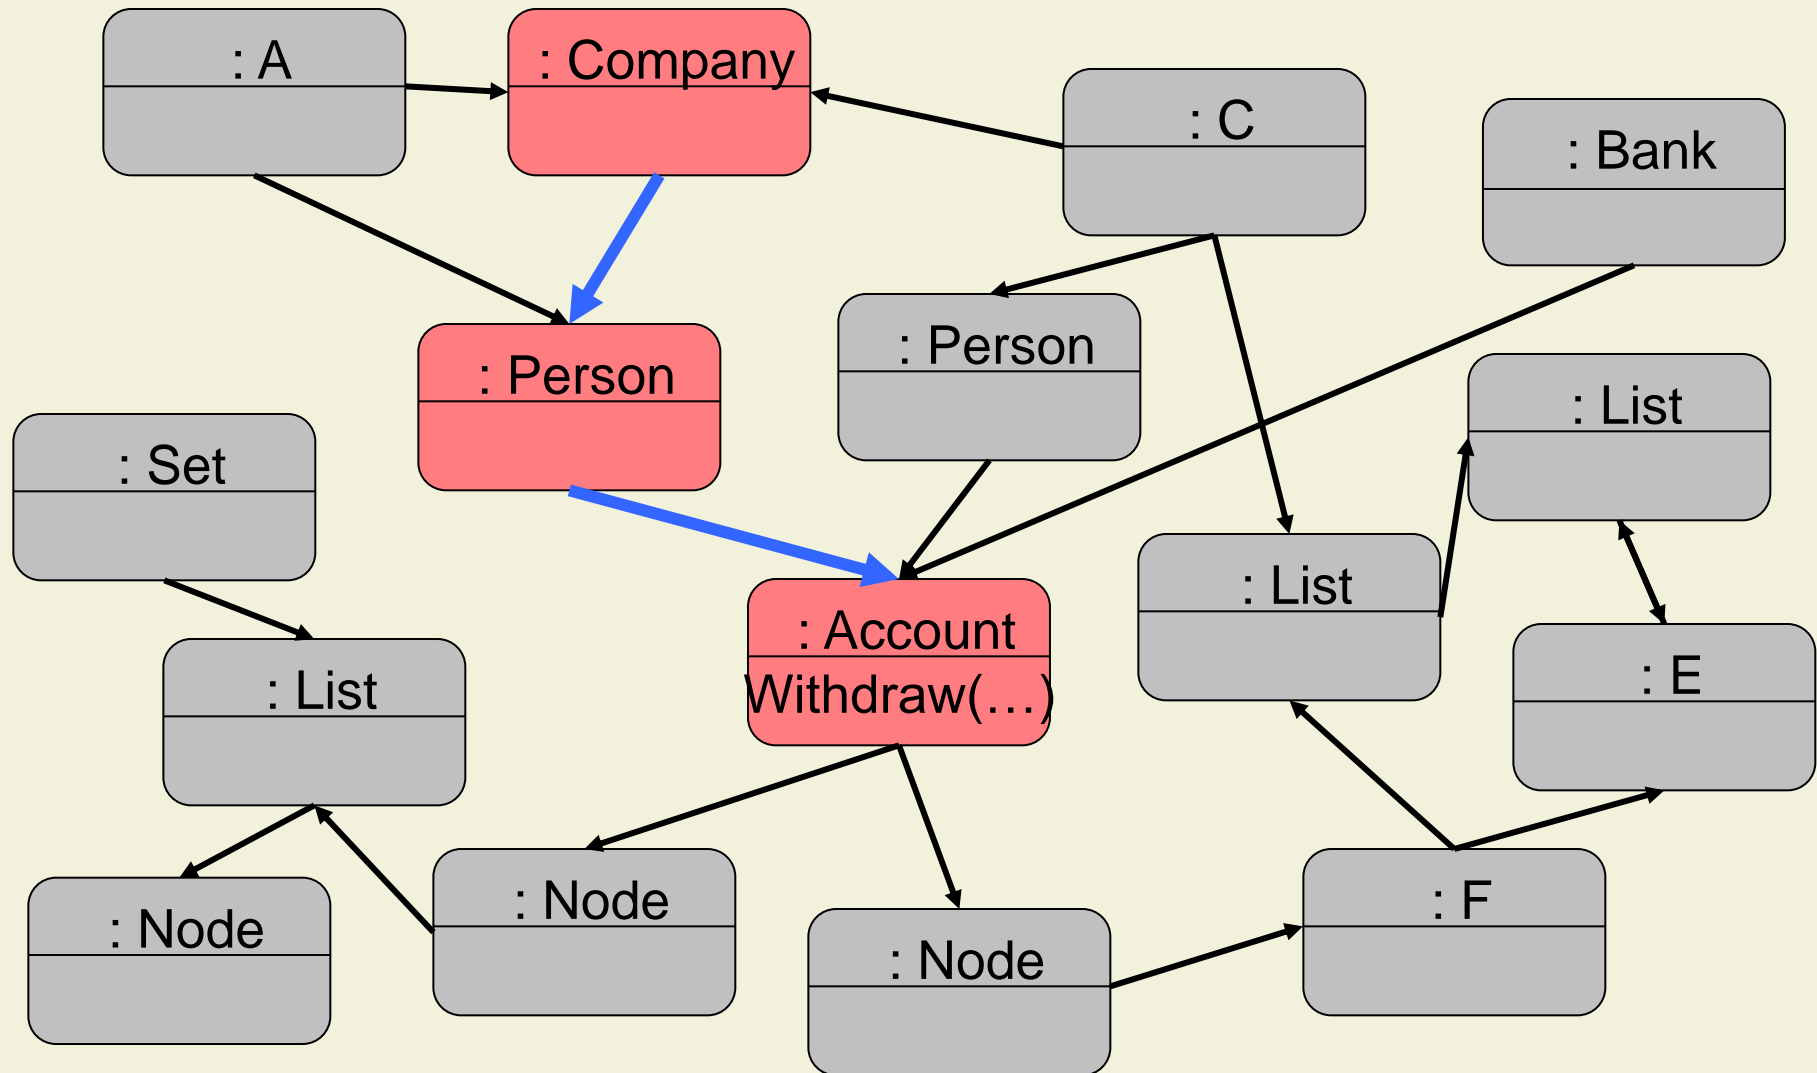 : A
: Company
: C
: Bank
: Person
: Person
: List
: Set
: List
: Account
Withdraw(…)
: List
: E
: Node
: Node
: Node
: F